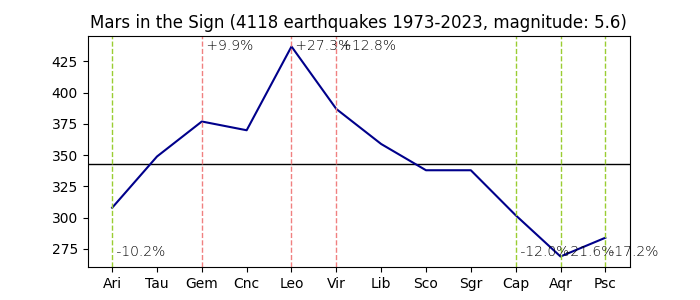 Mars in the Sign (4118 earthquakes 1973-2023, magnitude: 5.6)
+9.9% +27.3% +12.8%
425
400
375
350
325
300
275
-10.2% -12.0% -21.6% -17.2%
Ari Tau Gem Cnc Leo Vir Lib Sco Sgr Cap Aqr Psc